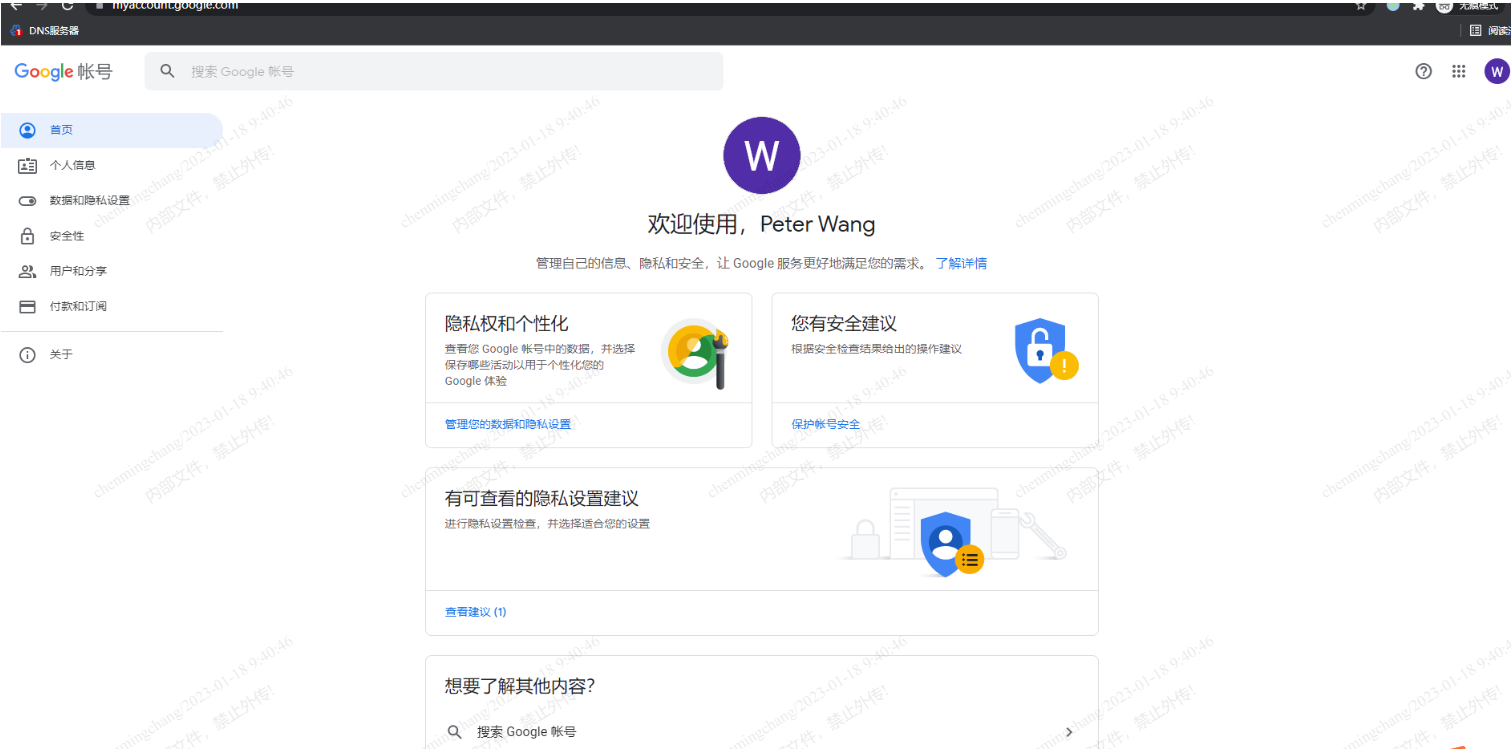 myaccount.google.com
无痕模式
DNS服务器
Google 帐号
搜索 Google 帐号
W
首页
个人信息
数据和隐私设置
安全性
用户和分享
付款和订阅
关于
W
欢迎使用，Peter Wang
管理自己的信息、隐私和安全，让 Google 服务更好地满足您的需求。 了解详情
隐私权和个性化
查看您 Google 帐号中的数据，并选择
保存哪些活动以用于个性化您的
Google 体验
管理您的数据和隐私设置
您有安全建议
根据安全检查结果给出的操作建议
保护帐号安全
有可查看的隐私设置建议
进行隐私设置检查，并选择适合您的设置
查看建议 (1)
想要了解其他内容？
搜索 Google 帐号
chenmingchang/2023-01-18 9:40:46
内部文件，禁止外传!